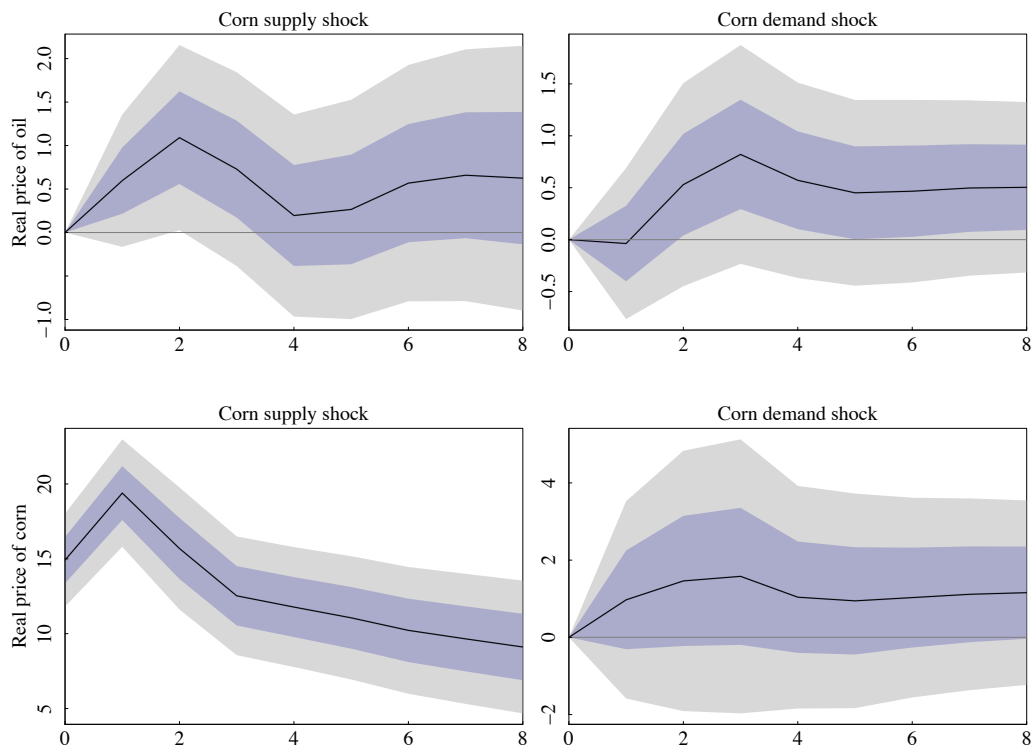 Corn supply shock
Real price of oil
2.0
1.5
1.0
0.5
0.0
−1.0
0 2 4 6 8
Corn demand shock
1.5
1.0
0.5
0.0
−0.5
0 2 4 6 8
Corn supply shock
Real price of corn
20
15
10
5
0 2 4 6 8
Corn demand shock
4
2
0
−2
0 2 4 6 8